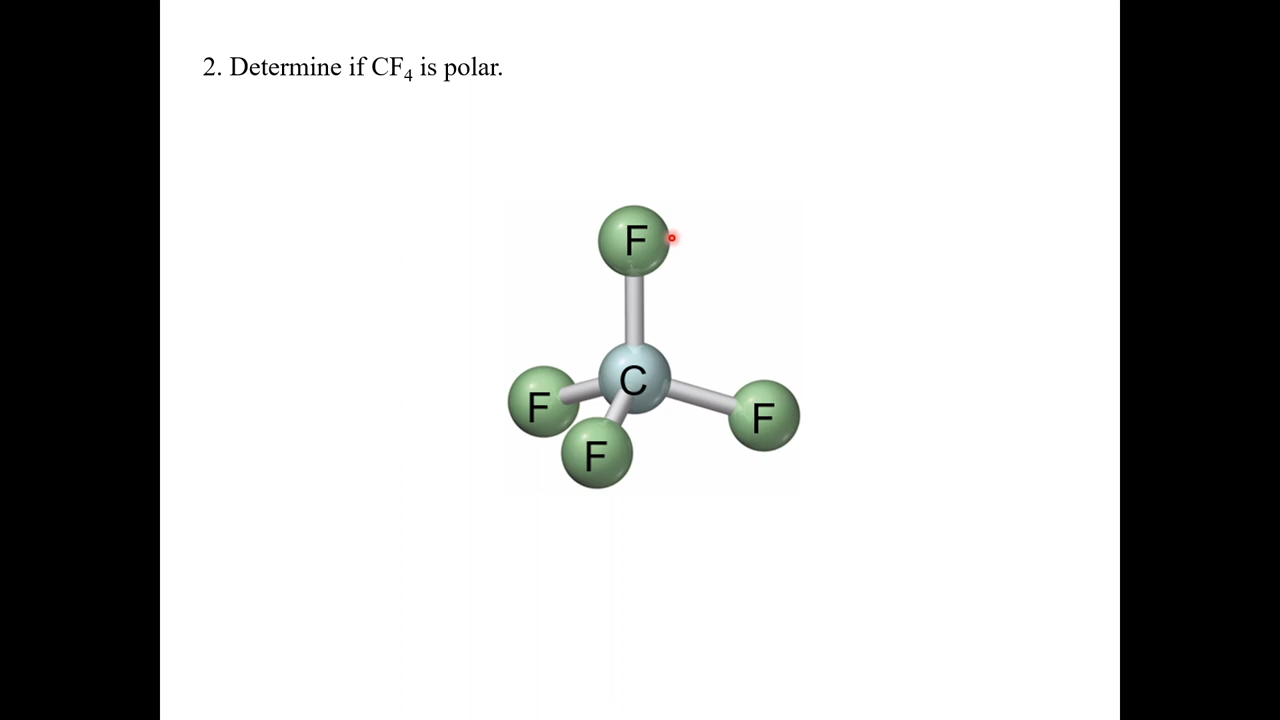 2. Determine if CF₄ is polar.
F
C
F
F
F